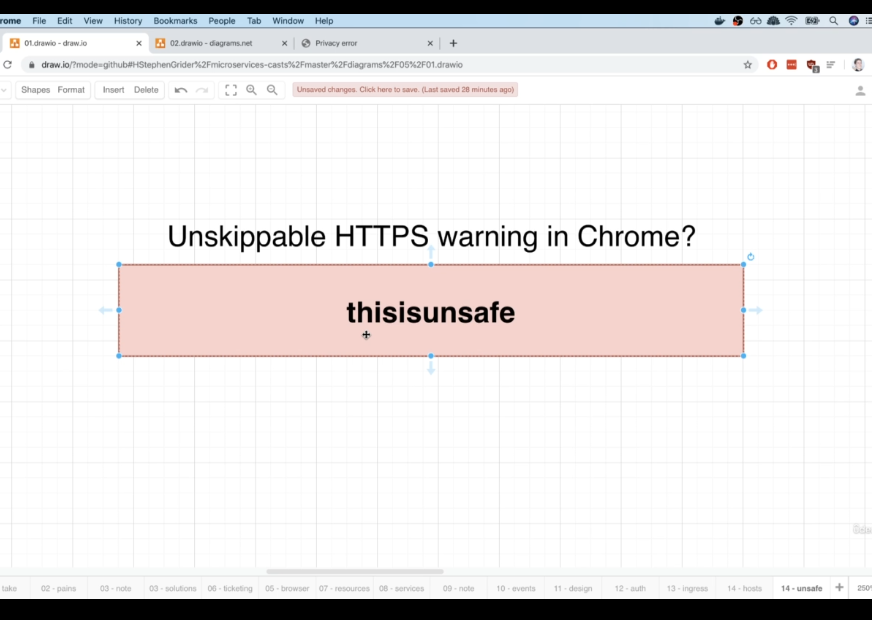 rome File Edit View History Bookmarks People Tab Window Help
01.drawio - draw.io 02.drawio - diagrams.net Privacy error
draw.io/?mode=github#HStephenGrider%2Fmicroservices-casts%2Fmaster%2Fdiagrams%2F05%2F01.drawio
Shapes Format Insert Delete Unsaved changes. Click here to save. (Last saved 28 minutes ago)
Unskippable HTTPS warning in Chrome?
thisisunsafe
take 02 - pains 03 - note 03 - solutions 06 - ticketing 05 - browser 07 - resources 08 - services 09 - note 10 - events 11 - design 12 - auth 13 - ingress 14 - hosts 14 - unsafe